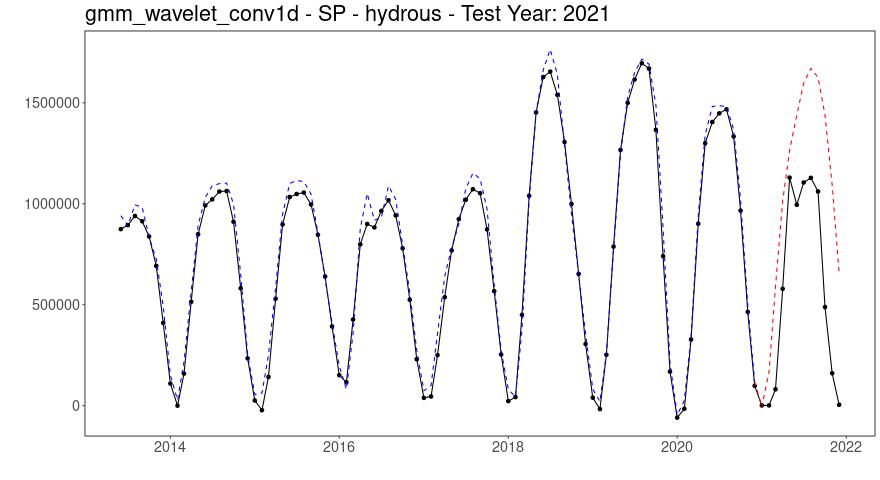 gmm_wavelet_conv1d - SP - hydrous - Test Year: 2021
1500000
1000000
500000
0
2014 2016 2018 2020 2022